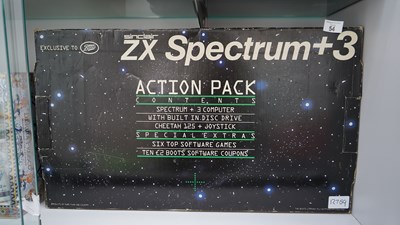 54
EXCLUSIVE TO Boots
sinclair
ZX Spectrum+3
ACTION PACK
CONTENTS
SPECTRUM +3 COMPUTER
WITH BUILT IN DISC DRIVE
CHEETAH 125 + JOYSTICK
SPECIAL EXTRAS
SIX TOP SOFTWARE GAMES
TEN £2 BOOTS SOFTWARE COUPONS